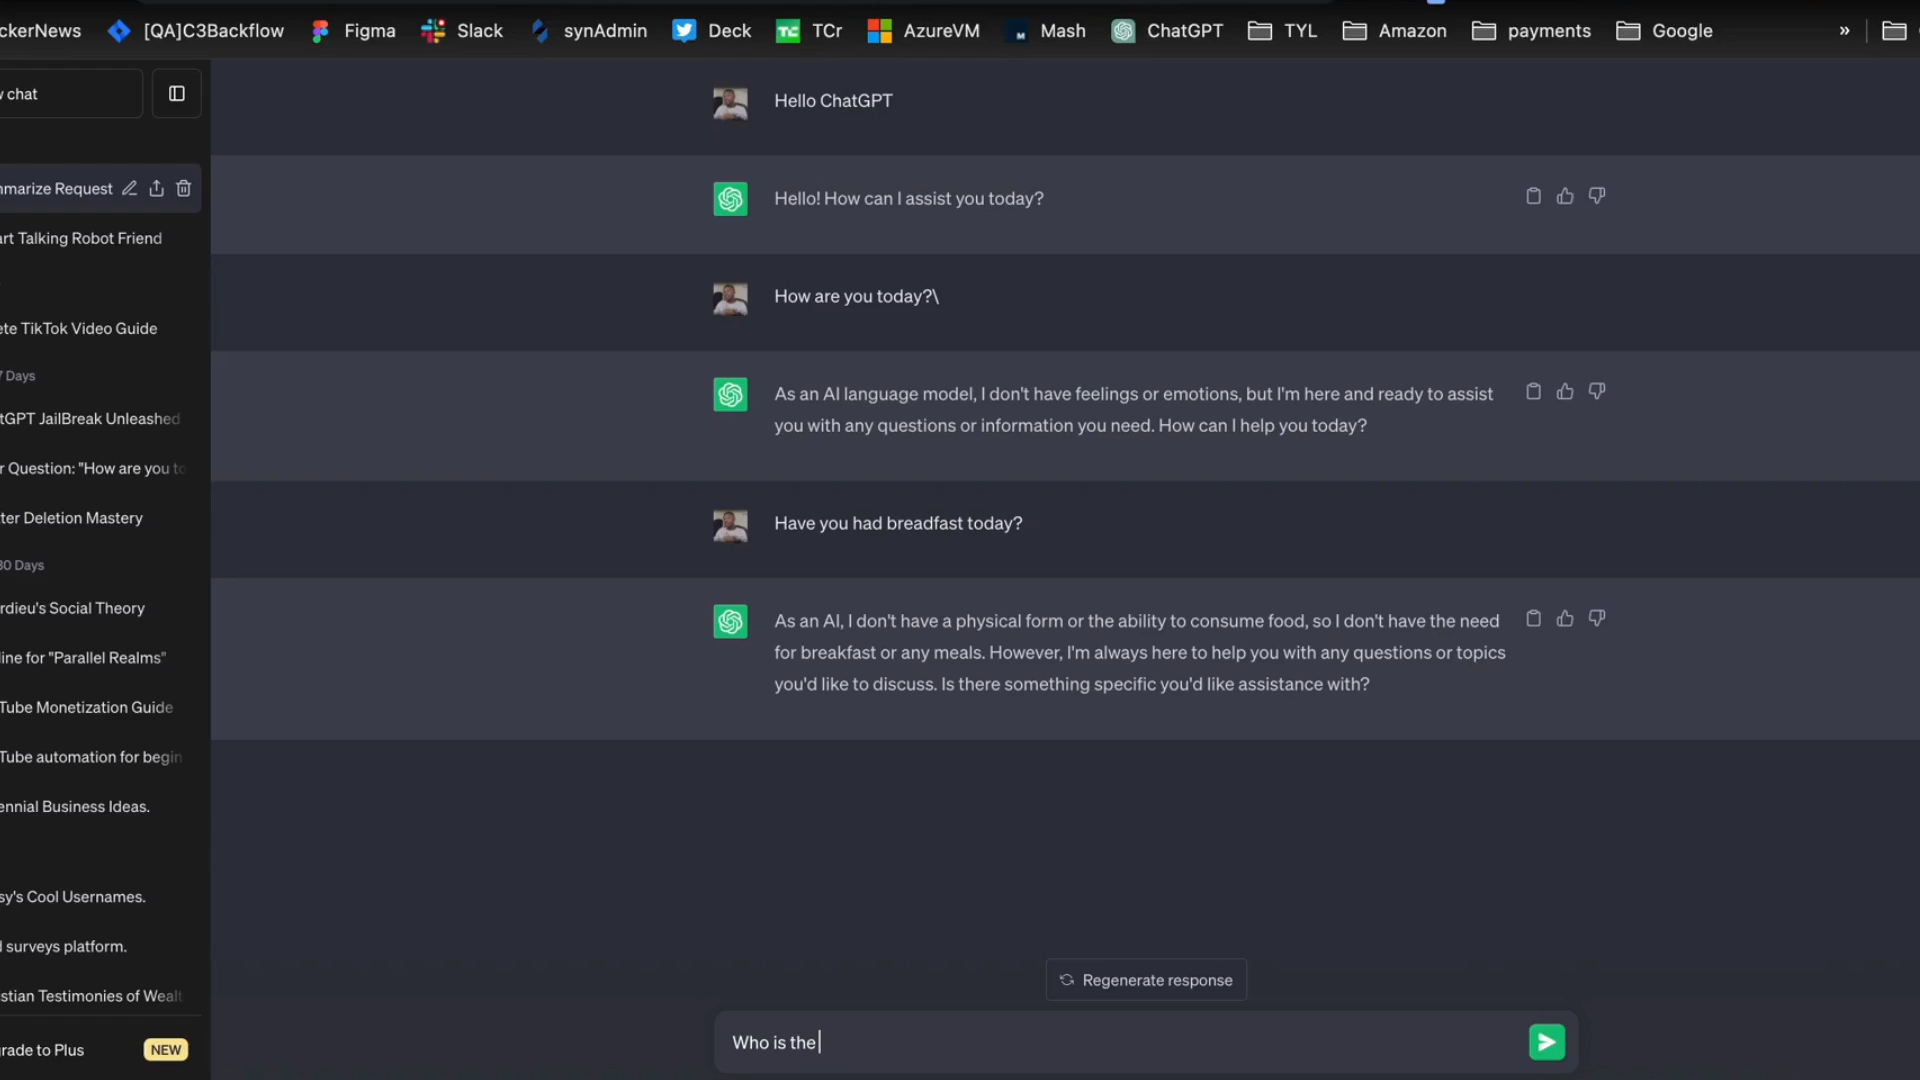 ckerNews [QA]C3Backflow Figma Slack synAdmin Deck TC TCr AzureVM M Mash ChatGPT TYL Amazon payments Google »
v chat
Hello ChatGPT
nmarize Request
Hello! How can I assist you today?
art Talking Robot Friend
How are you today?\
ete TikTok Video Guide
7 Days
As an AI language model, I don't have feelings or emotions, but I'm here and ready to assist
you with any questions or information you need. How can I help you today?
tGPT JailBreak Unleashed
r Question: "How are you to
ter Deletion Mastery
Have you had breadfast today?
30 Days
rdieu's Social Theory
As an AI, I don't have a physical form or the ability to consume food, so I don't have the need
for breakfast or any meals. However, I'm always here to help you with any questions or topics
you'd like to discuss. Is there something specific you'd like assistance with?
line for "Parallel Realms"
Tube Monetization Guide
Tube automation for begin
ennial Business Ideas.
sy's Cool Usernames.
l surveys platform.
Regenerate response
stian Testimonies of Wealt
rade to Plus NEW
Who is the